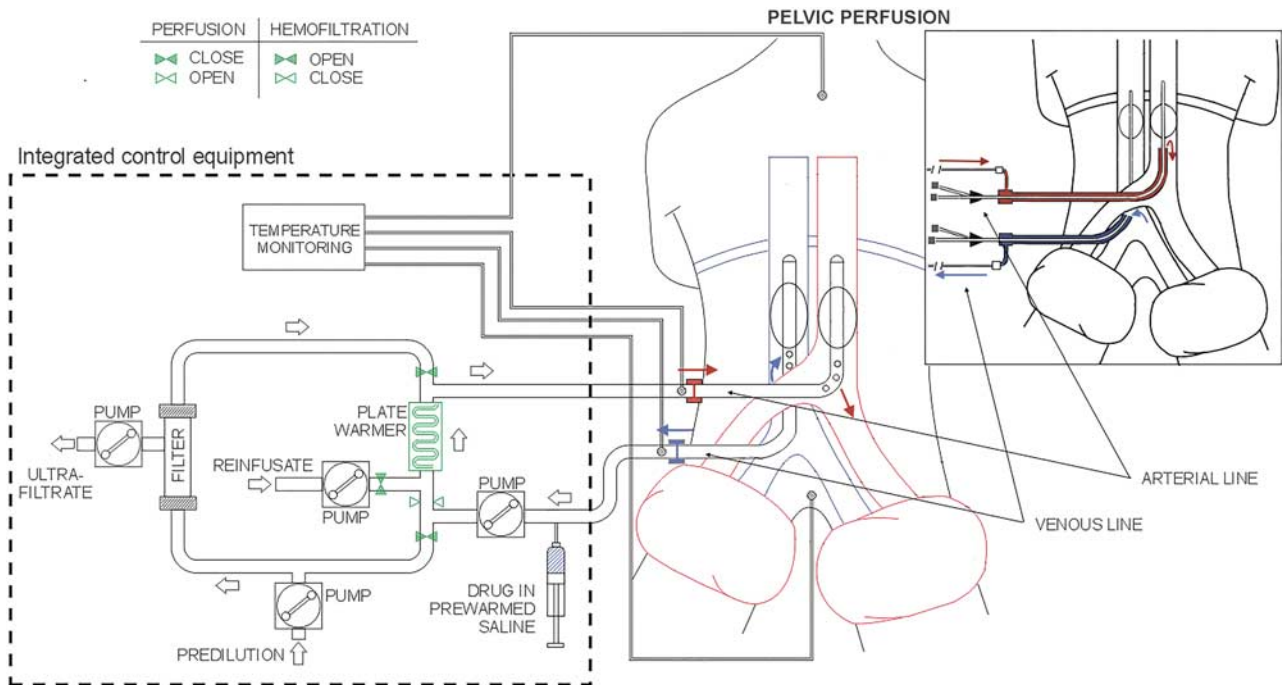 PELVIC PERFUSION
PERFUSION HEMOFILTRATION
CLOSE OPEN
OPEN CLOSE
Integrated control equipment
TEMPERATURE
MONITORING
PUMP
PLATE
WARMER
FILTER
ULTRA-
FILTRATE
REINFUSATE
PUMP
PUMP
ARTERIAL LINE
VENOUS LINE
PUMP
DRUG IN
PREWARMED
SALINE
PREDILUTION